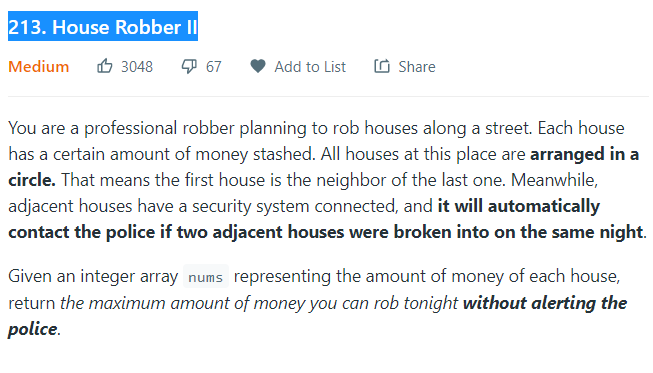 213. House Robber II
Medium 3048 67 Add to List Share
You are a professional robber planning to rob houses along a street. Each house
has a certain amount of money stashed. All houses at this place are arranged in a
circle. That means the first house is the neighbor of the last one. Meanwhile,
adjacent houses have a security system connected, and it will automatically
contact the police if two adjacent houses were broken into on the same night.
Given an integer array nums representing the amount of money of each house,
return the maximum amount of money you can rob tonight without alerting the
police.